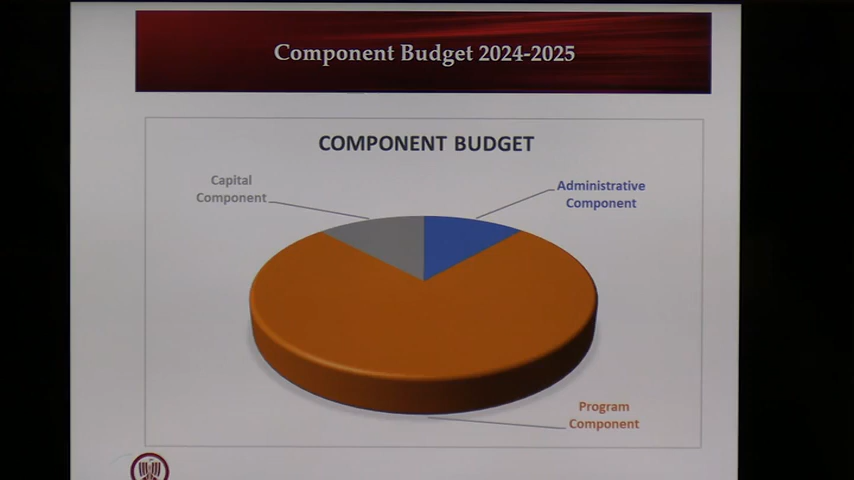 Component Budget 2024-2025
COMPONENT BUDGET
Capital
Component
Administrative
Component
Program
Component